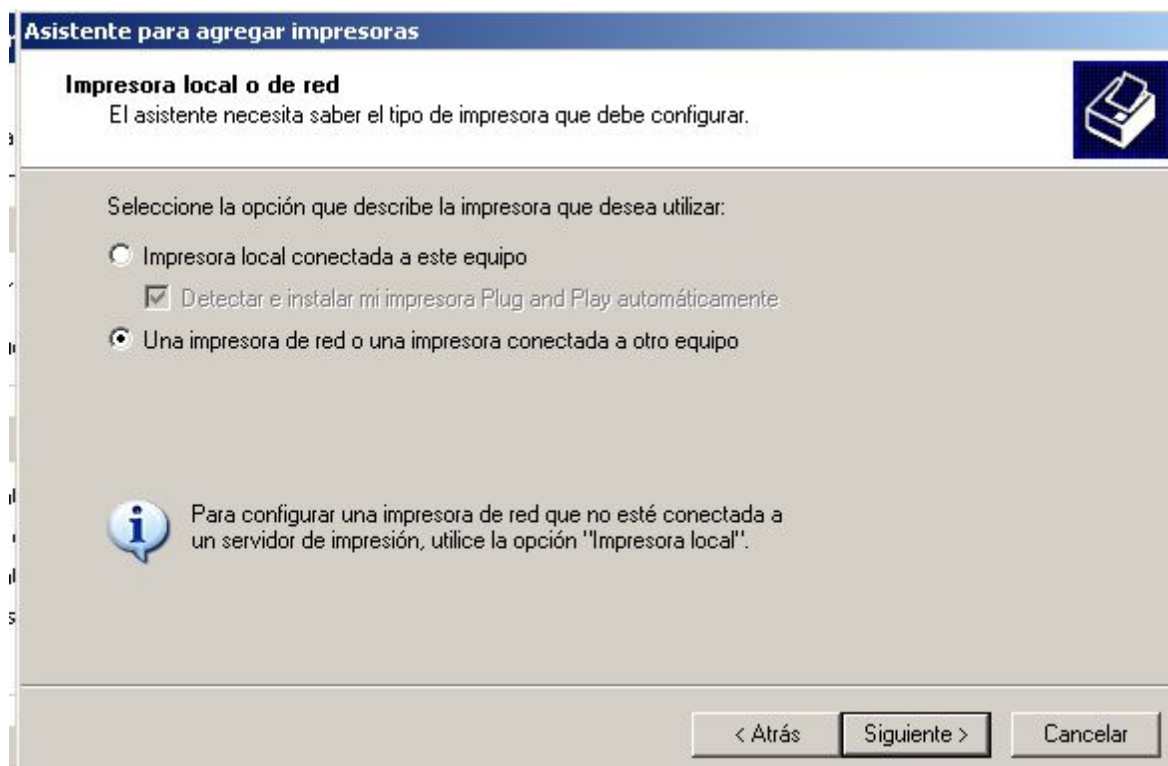 Asistente para agregar impresoras
Impresora local o de red
El asistente necesita saber el tipo de impresora que debe configurar.
Seleccione la opción que describe la impresora que desea utilizar:
Impresora local conectada a este equipo
Detectar e instalar mi impresora Plug and Play automáticamente
Una impresora de red o una impresora conectada a otro equipo
Para configurar una impresora de red que no esté conectada a
un servidor de impresión, utilice la opción "Impresora local".
< Atrás Siguiente > Cancelar